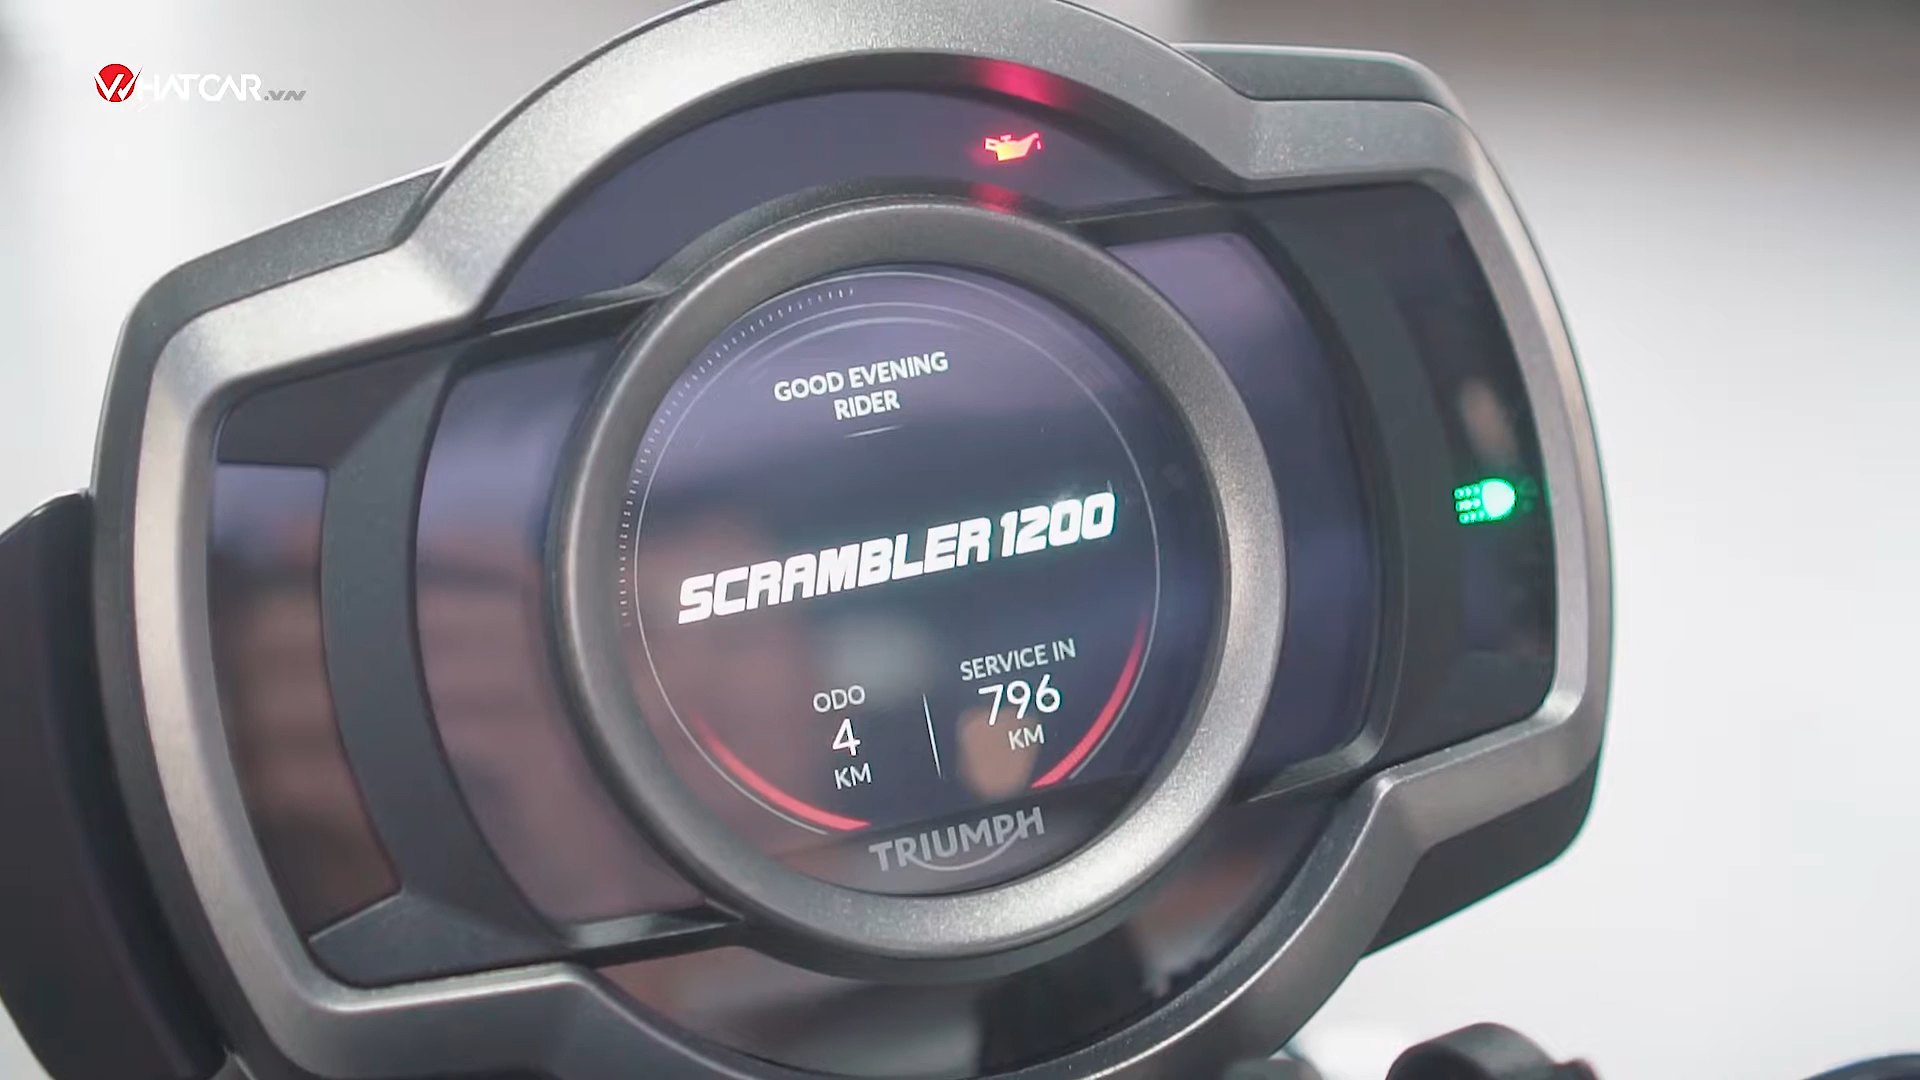 WHATCAR.VN
GOOD EVENING
RIDER
SCRAMBLER 1200
ODO
4
KM
SERVICE IN
796
KM
TRIUMPH